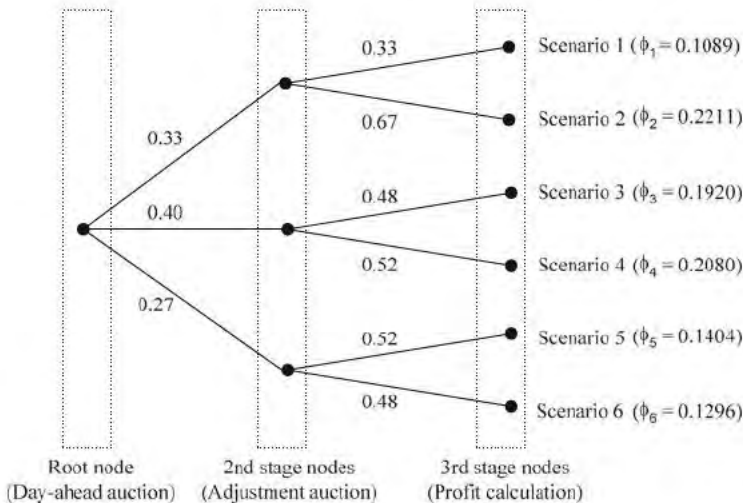 0.33
Scenario 1 (ϕ1 = 0.1089)
0.67
Scenario 2 (ϕ2 = 0.2211)
0.33
0.48
Scenario 3 (ϕ3 = 0.1920)
0.40
0.52
Scenario 4 (ϕ4 = 0.2080)
0.27
0.52
Scenario 5 (ϕ5 = 0.1404)
0.48
Scenario 6 (ϕ6 = 0.1296)
Root node
(Day-ahead auction)
2nd stage nodes
(Adjustment auction)
3rd stage nodes
(Profit calculation)